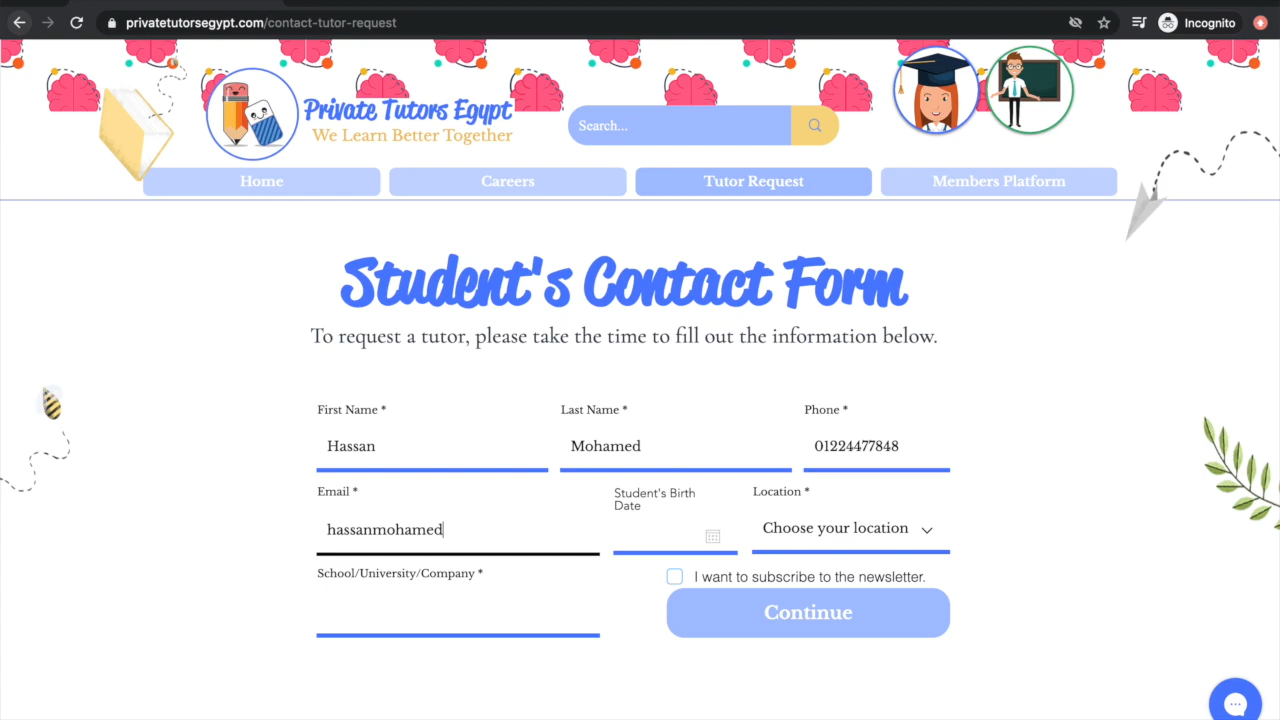 privatetutorsegypt.com/contact-tutor-request
Incognito
Private Tutors Egypt
We Learn Better Together
Search...
Home
Careers
Tutor Request
Members Platform
Student's Contact Form
To request a tutor, please take the time to fill out the information below.
First Name *
Last Name *
Phone *
Hassan
Mohamed
01224477848
Email *
Student's Birth
Date
Location *
hassanmohamed
Choose your location
School/University/Company *
I want to subscribe to the newsletter.
Continue